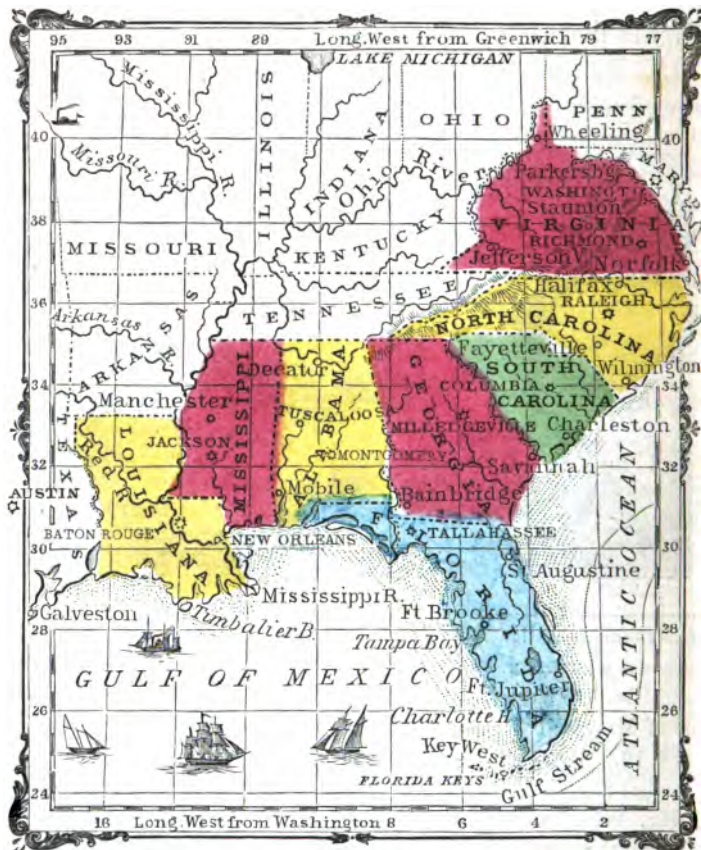 95 93 89 Long. West from Greenwich 79 77
LAKE MICHIGAN
Mississippi R.
ILLINOIS
INDIANA
OHIO
PENN
Wheeling
40
40
Missouri R.
Ohio River
MARYD
Parkersbg
WASHINGT
Staunton
38
38
VIRGINIA
KENTUCKY
RICHMOND
MISSOURI
Jefferson V.
Norfolk
36
36
TENNESSEE
Halifax
RALEIGH
Arkansas R.
ARKANSAS
NORTH CAROLINA
Fayetteville
34
34
Decatur
SOUTH
CAROLINA
Wilmington
COLUMBIA
Manchester
MISSISSIPPI
ALABAMA
GEORGIA
TUSCALOOS
MILLEDGEVILLE
Charleston
JACKSON
TEXAS
LOUISIANA
Red R.
32
32
MONTGOMERY
Savannah
AUSTIN
Mobile
Bainbridge
BATON ROUGE
30
30
NEW ORLEANS
TALLAHASSEE
FLORIDA
St. Augustine
ATLANTIC OCEAN
Mississippi R.
Galveston
Timbalier B.
Ft Brooke
28
28
Tampa Bay
GULF OF MEXICO
Ft. Jupiter
26
26
Charlotte H.
Key West
Gulf Stream
FLORIDA KEYS
24
24
16 Long. West from Washington 8 6 4 2